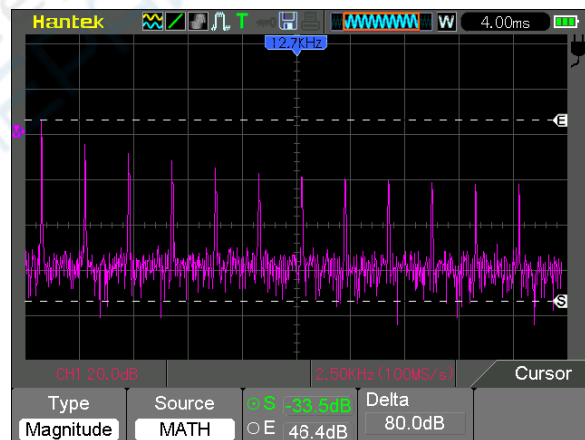 Hantek T W 4.00ms
12.7KHz
M
E
S
CH1 20.0dB 2.50KHz(100MS/s) Cursor
Type Source S -33.5dB Delta
Magnitude MATH E 46.4dB 80.0dB